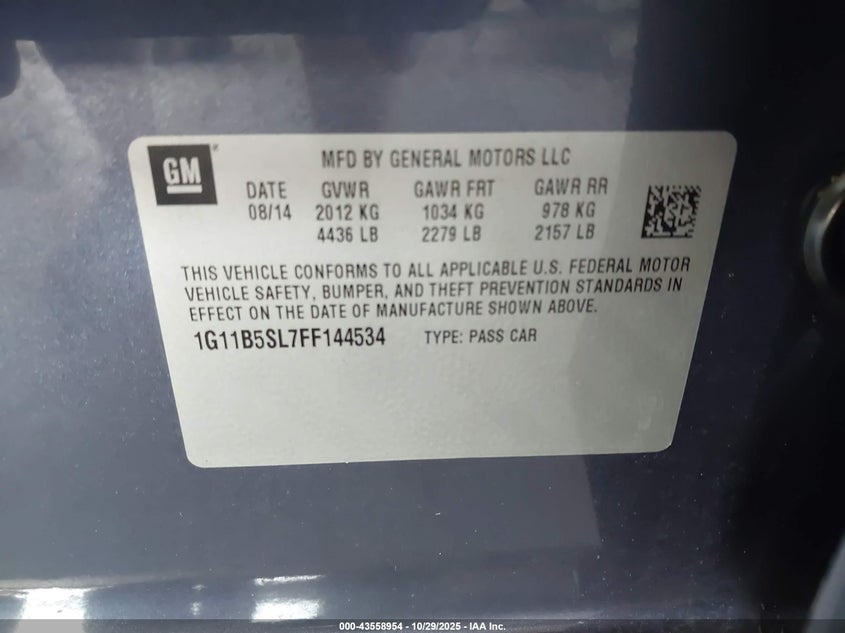 GM
MFD BY GENERAL MOTORS LLC
DATE GVWR GAWR FRT GAWR RR
08/14 2012 KG 1034 KG 978 KG
4436 LB 2279 LB 2157 LB
THIS VEHICLE CONFORMS TO ALL APPLICABLE U.S. FEDERAL MOTOR
VEHICLE SAFETY, BUMPER, AND THEFT PREVENTION STANDARDS IN
EFFECT ON THE DATE OF MANUFACTURE SHOWN ABOVE.
1G11B5SL7FF144534 TYPE: PASS CAR
000-43558954 - 10/29/2025 - IAA Inc.